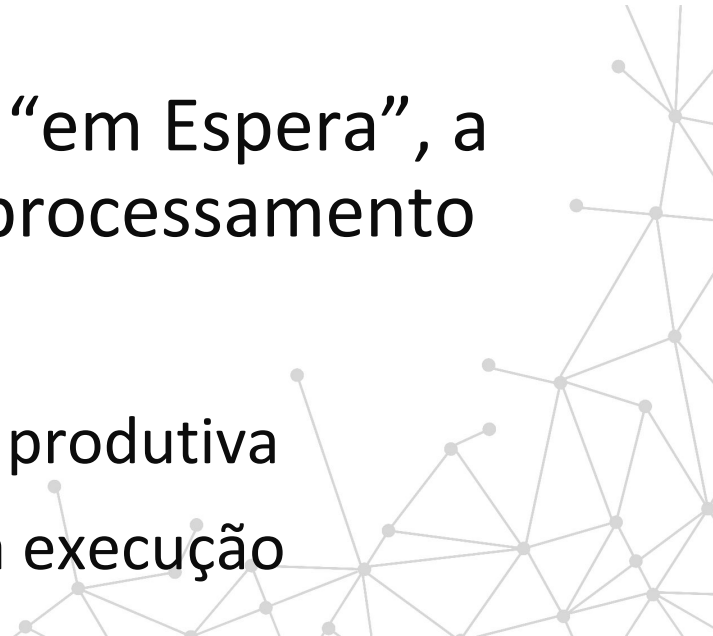 “em Espera”, a
processamento
produtiva
execução